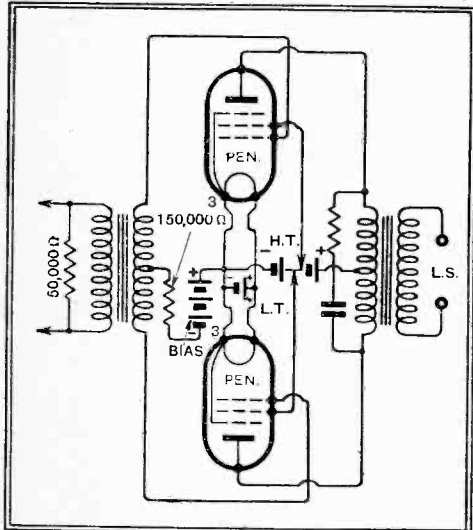 PEN.
3
150,000 Ω
50,000 Ω
H.T.
-
+
L.S.
+
-
L.T.
-
BIAS
3
PEN.